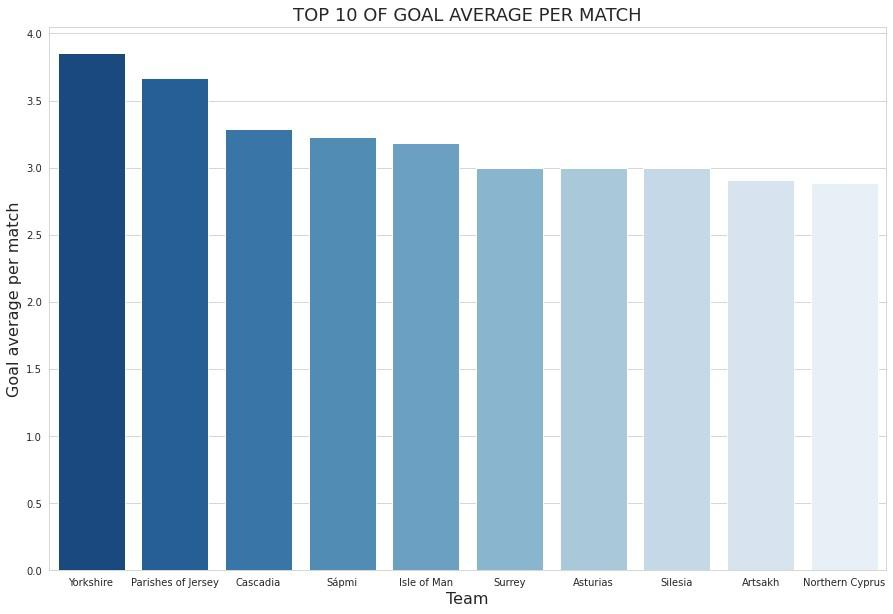 TOP 10 OF GOAL AVERAGE PER MATCH
Goal average per match
4.0
3.5
3.0
2.5
2.0
1.5
1.0
0.5
0.0
Yorkshire Parishes of Jersey Cascadia Sápmi Isle of Man Surrey Asturias Silesia Artsakh Northern Cyprus
Team